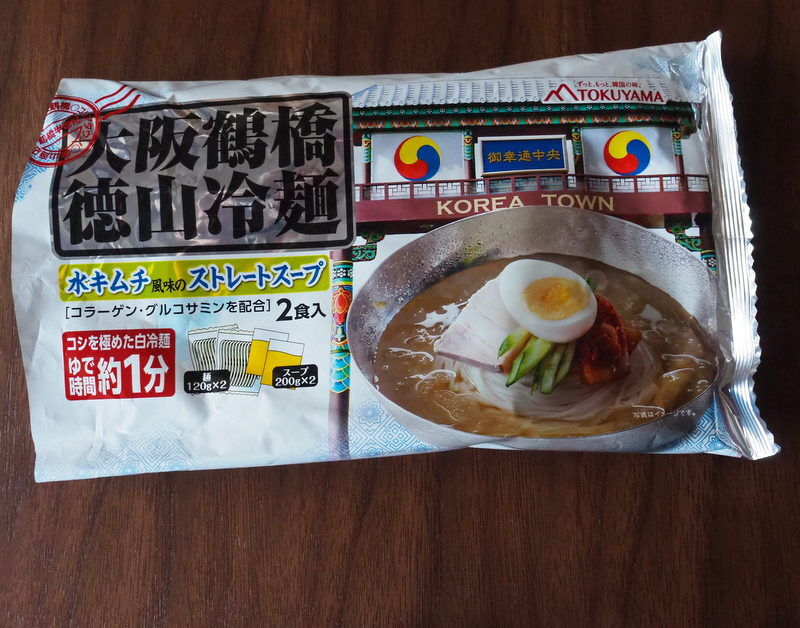 ずっと、もっと、韓国の味。
TOKUYAMA
大阪鶴橋
徳山冷麺
御幸通中央
KOREA TOWN
水キムチ風味のストレートスープ
[コラーゲン・グルコサミンを配合] 2食入
コシを極めた白冷麺
ゆで時間 約1分
麺
120g×2
スープ
200g×2
写真はイメージです。